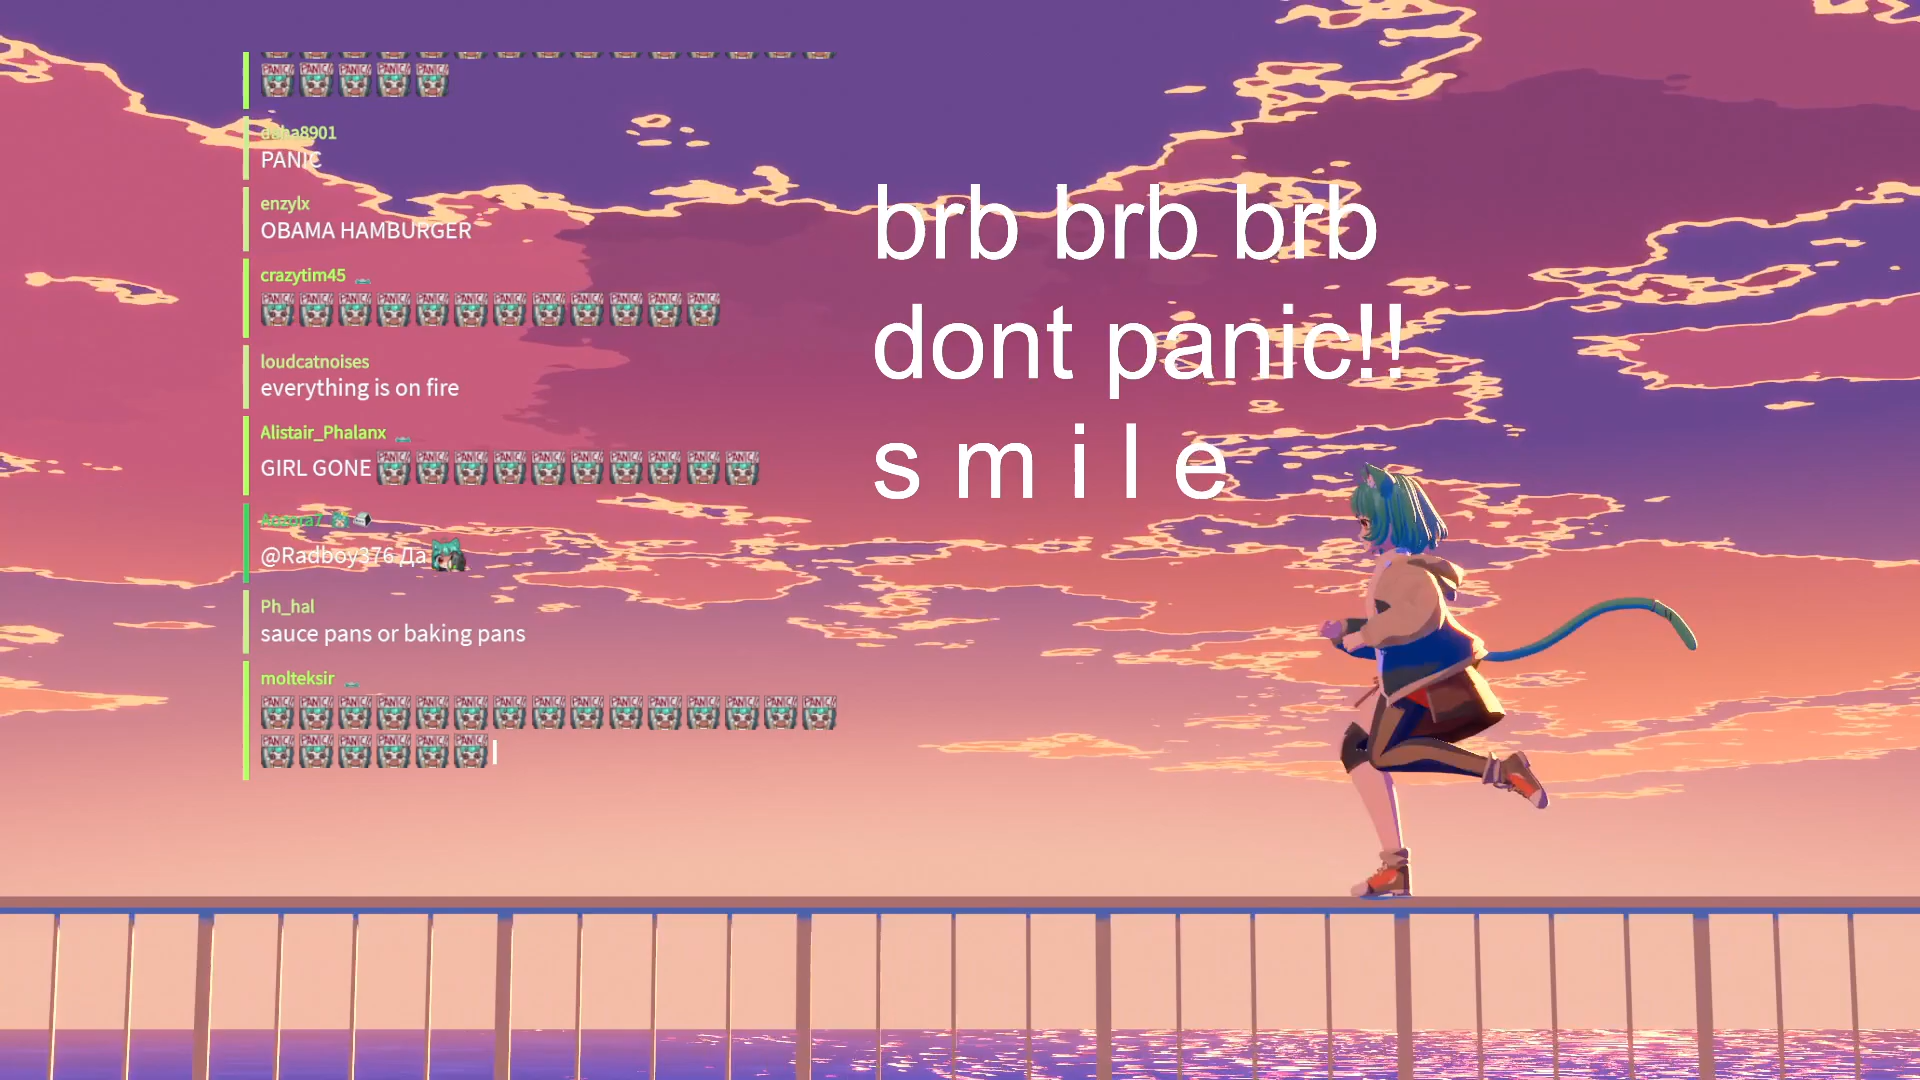 daha8901
PANIC
enzylx
OBAMA HAMBURGER
crazytim45
loudcatnoises
everything is on fire
Alistair_Phalanx
GIRL GONE
@Radboy376 Да
Ph_hal
sauce pans or baking pans
molteksir
brb brb brb
dont panic!!
s m i l e